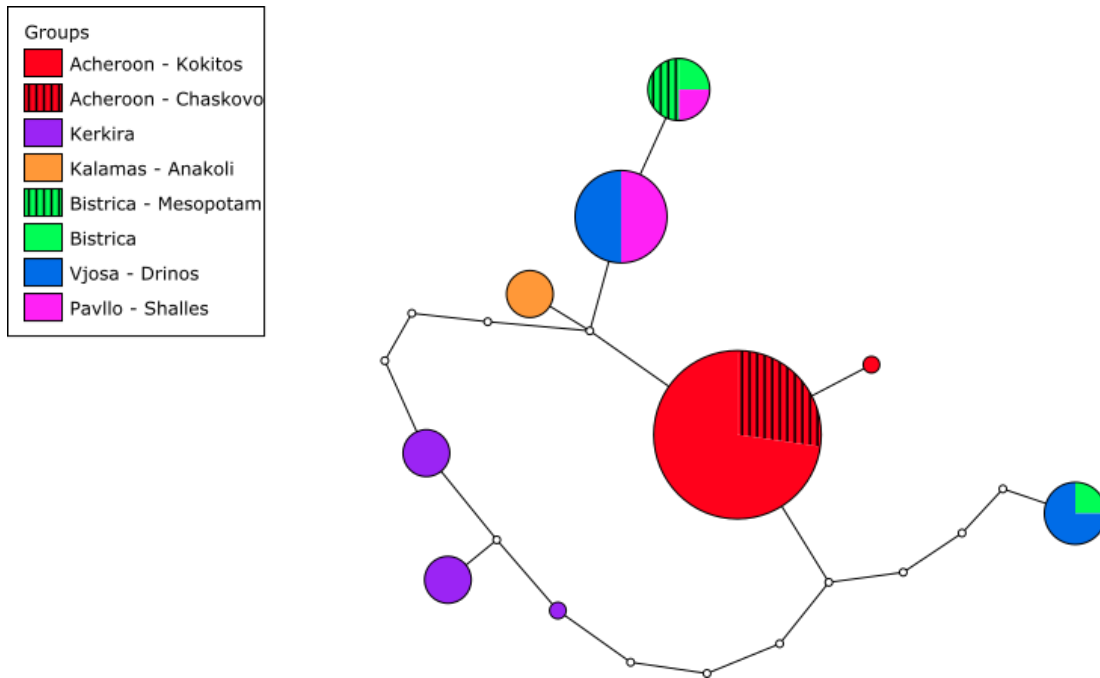 Groups
Acheroon - Kokitos
Acheroon - Chaskovo
Kerkira
Kalamas - Anakoli
Bistrica - Mesopotam
Bistrica
Vjosa - Drinos
Pavllo - Shalles